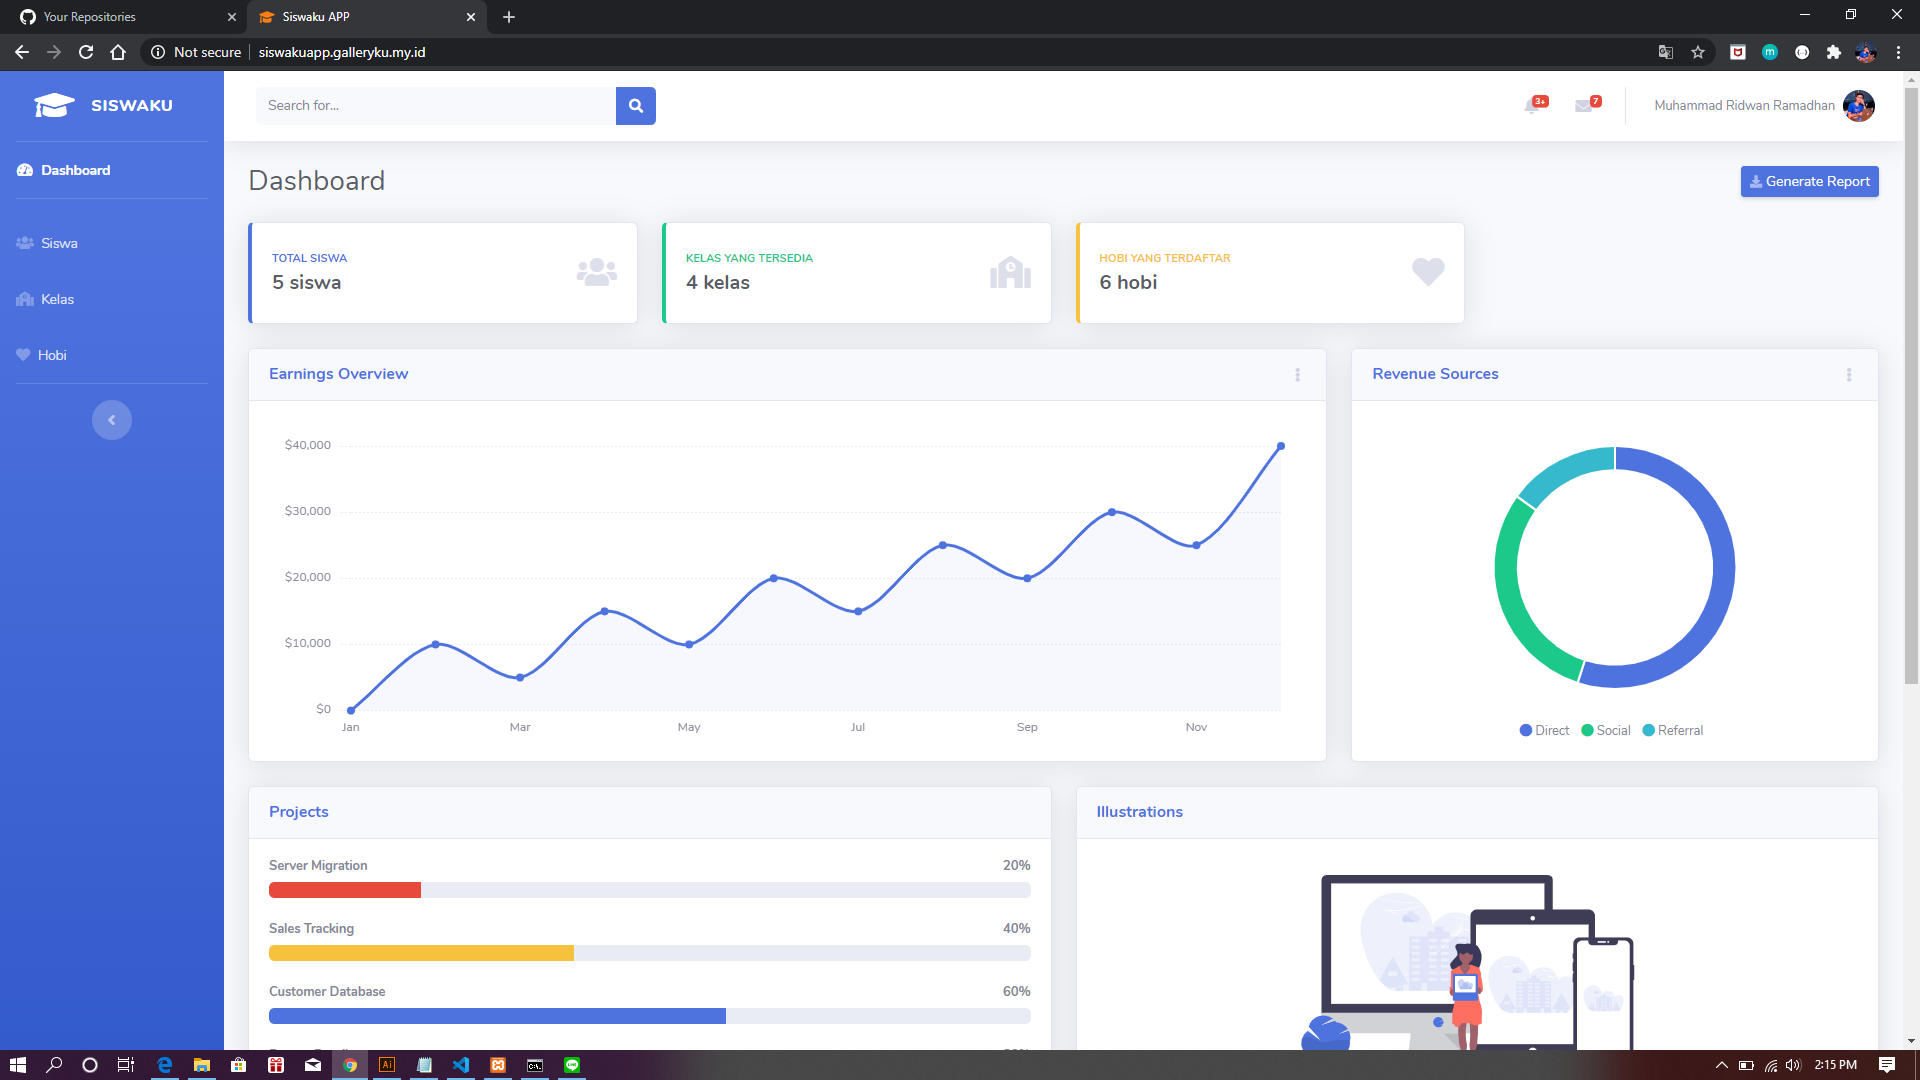 Your Repositories
Siswaku APP
Not secure
siswakuapp.galleryku.my.id
SISWAKU
Search for...
3+
7
Muhammad Ridwan Ramadhan
Dashboard
Siswa
Kelas
Hobi
Dashboard
Generate Report
TOTAL SISWA
5 siswa
KELAS YANG TERSEDIA
4 kelas
HOBI YANG TERDAFTAR
6 hobi
Earnings Overview
$40,000
$30,000
$20,000
$10,000
$0
Jan
Mar
May
Jul
Sep
Nov
Revenue Sources
Direct
Social
Referral
Projects
Server Migration
20%
Sales Tracking
40%
Customer Database
60%
Illustrations
Ai
2:15 PM